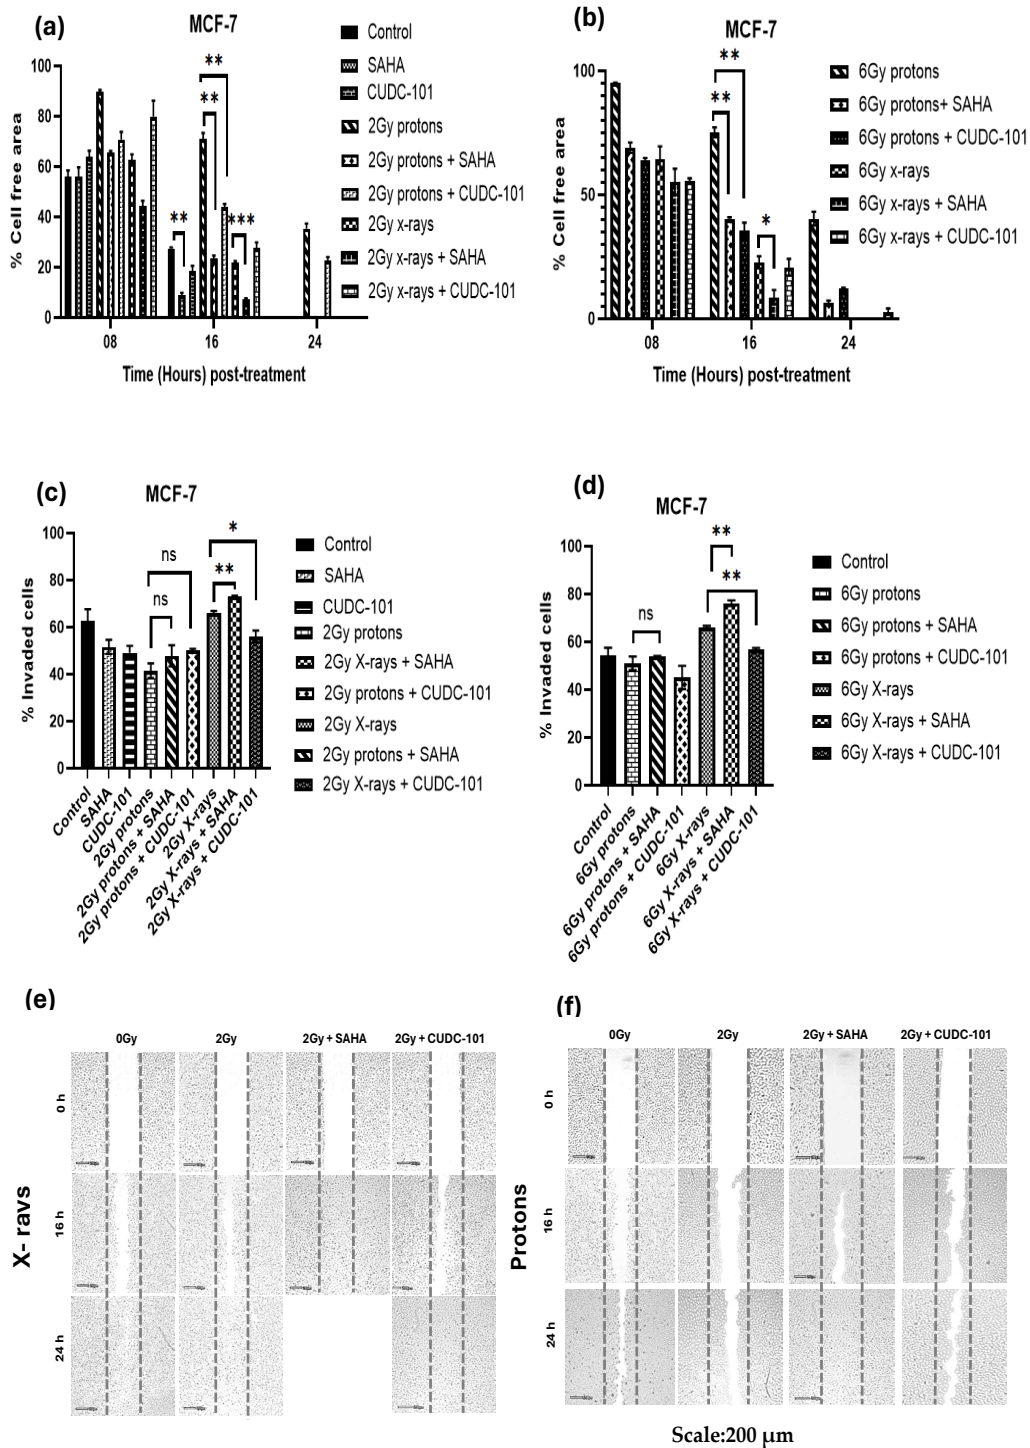 (a)
MCF-7
% Cell free area
100
80
60
40
20
0
**
**
**
***
08
16
24
Time (Hours) post-treatment
Control
SAHA
CUDC-101
2Gy protons
2Gy protons + SAHA
2Gy protons + CUDC-101
2Gy x-rays
2Gy x-rays + SAHA
2Gy x-rays + CUDC-101
(b)
MCF-7
% Cell free area
100
50
0
**
**
*
08
16
24
Time (Hours) post-treatment
6Gy protons
6Gy protons+ SAHA
6Gy protons + CUDC-101
6Gy x-rays
6Gy x-rays + SAHA
6Gy x-rays + CUDC-101
(c)
MCF-7
% Invaded cells
100
80
60
40
20
0
ns
ns
*
**
Control
SAHA
CUDC-101
2Gy protons
2Gy protons + SAHA
2Gy protons + CUDC-101
2Gy X-rays
2Gy X-rays + SAHA
2Gy X-rays + CUDC-101
Control
SAHA
CUDC-101
2Gy protons
2Gy X-rays + SAHA
2Gy protons + CUDC-101
2Gy X-rays
2Gy protons + SAHA
2Gy X-rays + CUDC-101
(d)
MCF-7
% Invaded cells
100
80
60
40
20
0
ns
**
**
Control
6Gy protons
6Gy protons + SAHA
6Gy protons + CUDC-101
6Gy X-rays
6Gy X-rays + SAHA
6Gy X-rays + CUDC-101
Control
6Gy protons
6Gy protons + SAHA
6Gy protons + CUDC-101
6Gy X-rays
6Gy X-rays + SAHA
6Gy X-rays + CUDC-101
(e)
0Gy 2Gy 2Gy + SAHA 2Gy + CUDC-101
0 h
16 h
24 h
X- ravs
(f)
0Gy 2Gy 2Gy + SAHA 2Gy + CUDC-101
0 h
16 h
24 h
Protons
Scale:200 µm